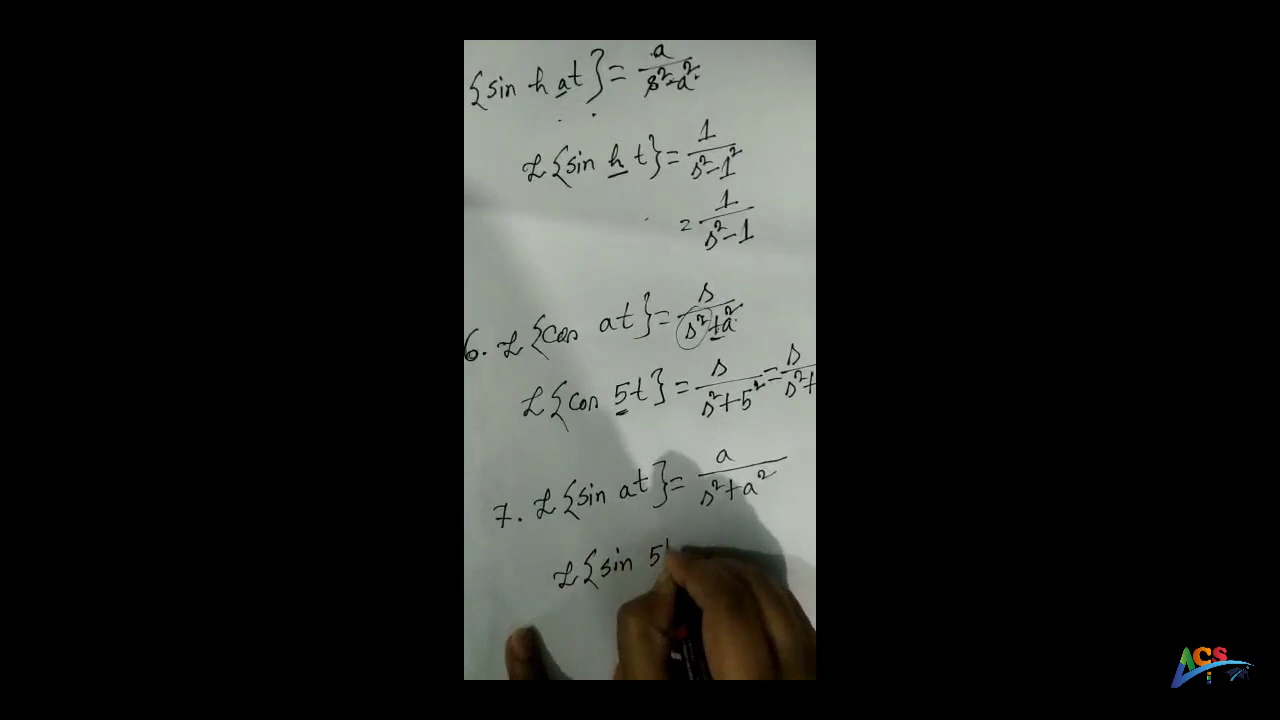 {sin h at} = a/s²-a²
L{sin h t} = 1/s²-1²
= 1/s²-1
6. L{cos at} = s/s²+a²
L{cos 5t} = s/s²+5² = s/s²+
7. L{sin at} = a/s²+a²
L{sin 5t
ACS